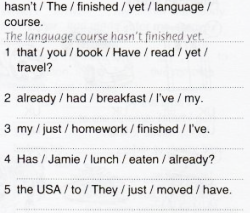 hasn't / The / finished / yet / language /
course.
The language course hasn't finished yet.
1 that / you / book / Have / read / yet /
travel?
2 already / had / breakfast / I've / my.
3 my / just / homework / finished / I've.
4 Has / Jamie / lunch / eaten / already?
5 the USA / to / They / just / moved / have.